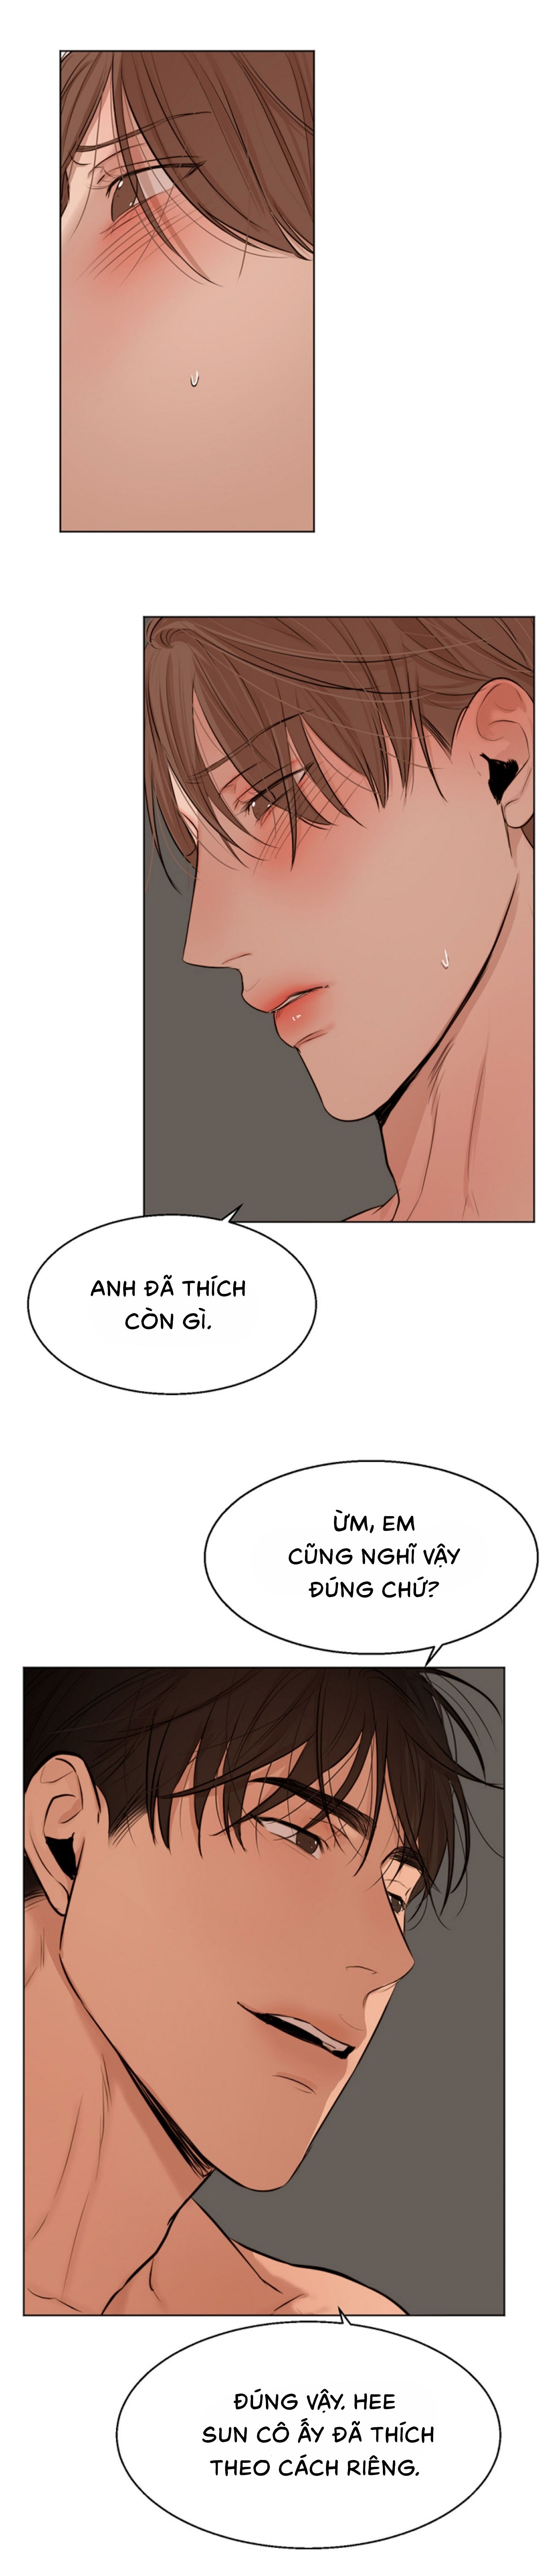 ANH ĐÃ THÍCH
CÒN GÌ.
ỪM, EM
CŨNG NGHĨ VẬY
ĐÚNG CHỨ?
ĐÚNG VẬY. HEE
SUN CÔ ẤY ĐÃ THÍCH
THEO CÁCH RIÊNG.